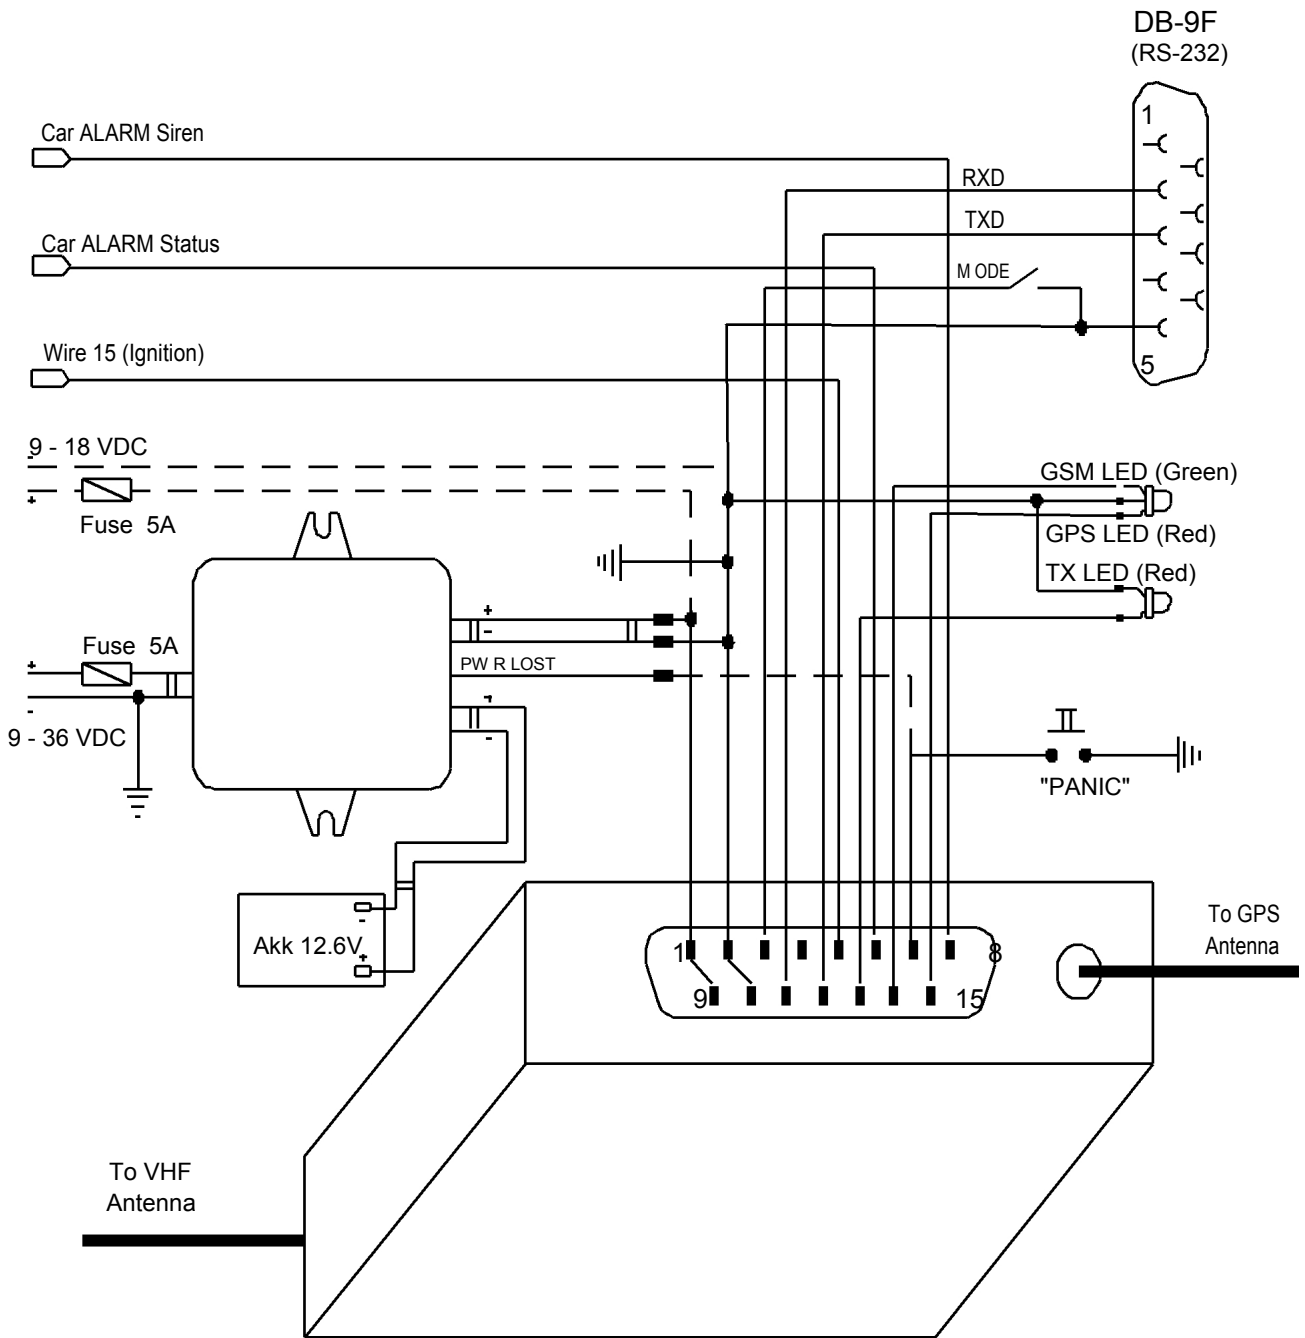 DB-9F
(RS-232)
1
Car ALARM Siren
RXD
TXD
Car ALARM Status
M ODE
Wire 15 (Ignition)
5
9 - 18 VDC
-
+
Fuse 5A
GSM LED (Green)
GPS LED (Red)
TX LED (Red)
+
-
Fuse 5A
+
-
PW R LOST
9 - 36 VDC
+
-
"PANIC"
Akk 12.6V
-
+
1
8
9
15
To GPS
Antenna
To VHF
Antenna